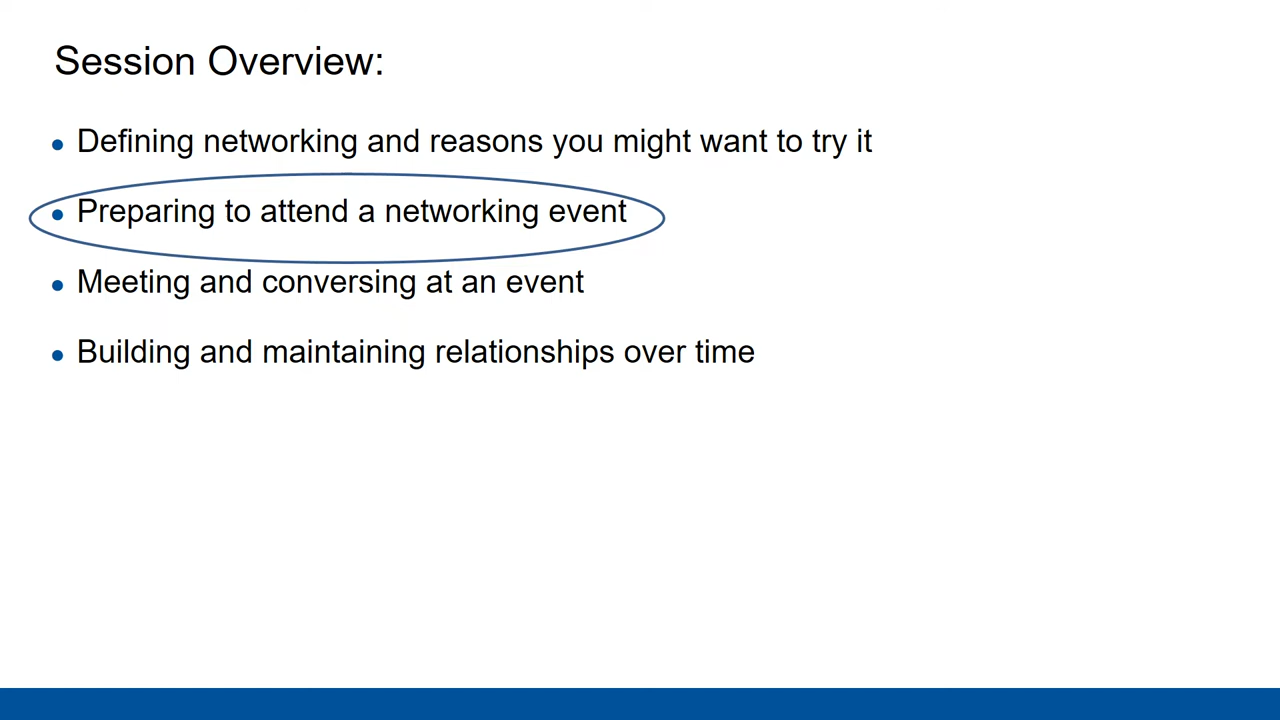 Session Overview:
Defining networking and reasons you might want to try it
Preparing to attend a networking event
Meeting and conversing at an event
Building and maintaining relationships over time